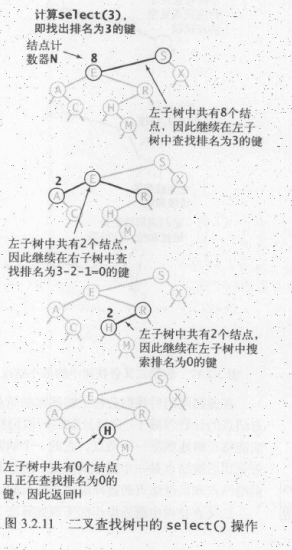 计算select(3),
即找出排名为3的键
结点计
数器N
8
S
E
X
A
R
C
H
M
左子树中共有8个结
点，因此继续在左子
树中查找排名为3的键
2
S
A
E
X
R
C
H
M
左子树中共有2个结点，
因此继续在右子树中查
找排名为3-2-1=0的键
S
E
X
A
2
R
C
H
M
左子树中共有2个结点，
因此继续在左子树中搜
索排名为0的键
S
E
X
A
R
C
H
M
左子树中共有0个结点
且正在查找排名为0的
键，因此返回H
图 3.2.11 二叉查找树中的 select() 操作